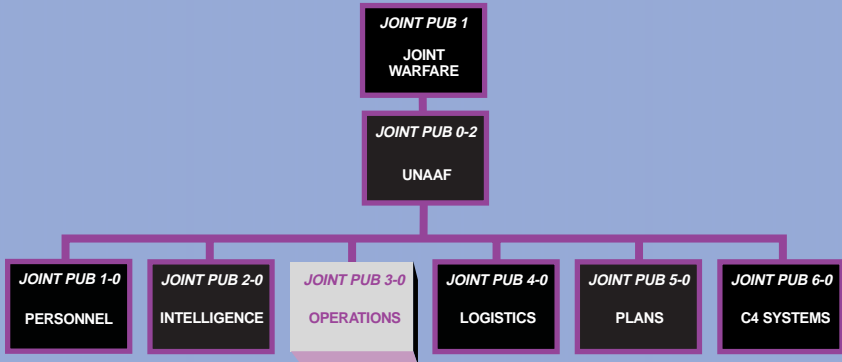 JOINT PUB 1
JOINT
WARFARE
JOINT PUB 0-2
UNAAF
JOINT PUB 1-0
PERSONNEL
JOINT PUB 2-0
INTELLIGENCE
JOINT PUB 3-0
OPERATIONS
JOINT PUB 4-0
LOGISTICS
JOINT PUB 5-0
PLANS
JOINT PUB 6-0
C4 SYSTEMS